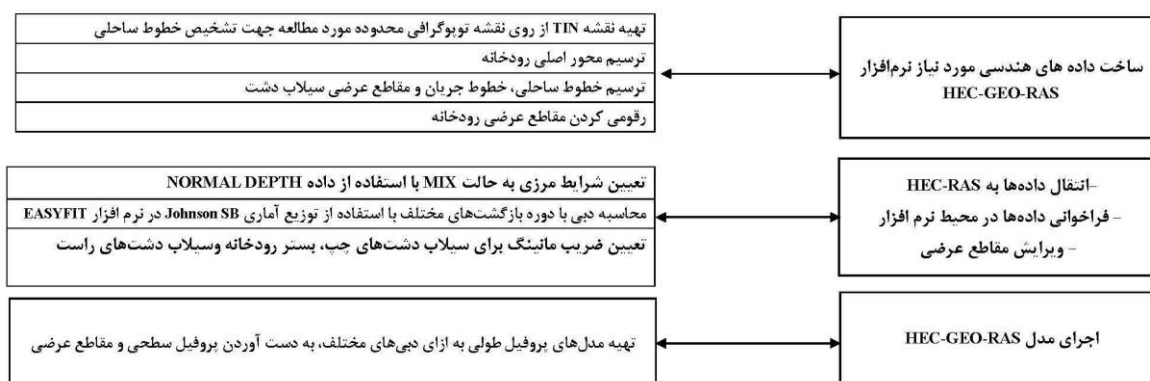 ساخت داده های هندسی مورد نیاز نرم‌افزار
HEC-GEO-RAS
تهیه نقشه TIN از روی نقشه توپوگرافی محدوده مورد مطالعه جهت تشخیص خطوط ساحلی
ترسیم محور اصلی رودخانه
ترسیم خطوط ساحلی، خطوط جریان و مقاطع عرضی سیلاب دشت
رقومی کردن مقاطع عرضی رودخانه
-انتقال داده‌ها به HEC-RAS
- فراخوانی داده‌ها در محیط نرم افزار
- ویرایش مقاطع عرضی
تعیین شرایط مرزی به حالت MIX با استفاده از داده NORMAL DEPTH
محاسبه دبی با دوره بازگشت‌های مختلف با استفاده از توزیع آماری Johnson SB در نرم افزار EASYFIT
تعیین ضریب مانینگ برای سیلاب دشت‌های چپ، بستر رودخانه وسیلاب دشت‌های راست
اجرای مدل HEC-GEO-RAS
تهیه مدل‌های پروفیل طولی به ازای دبی‌های مختلف، به دست آوردن پروفیل سطحی و مقاطع عرضی